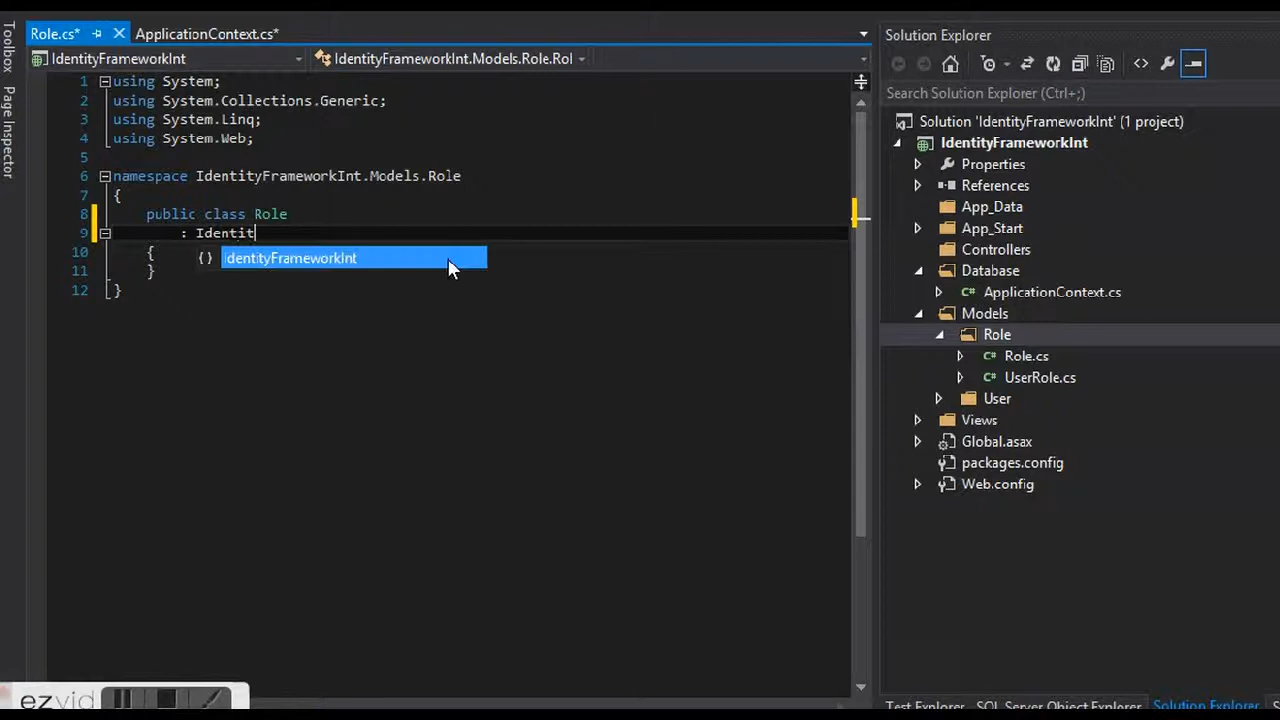 Role.cs*
ApplicationContext.cs*
IdentityFrameworkInt
IdentityFrameworkInt.Models.Role.Rol
Toolbox
Page Inspector
1 using System;
2 using System.Collections.Generic;
3 using System.Linq;
4 using System.Web;
5
6 namespace IdentityFrameworkInt.Models.Role
7 {
8 public class Role
9 : Identit
{} IdentityFrameworkInt
10 {
11 }
12 }
ezvid
Solution Explorer
Search Solution Explorer (Ctrl+;)
Solution 'IdentityFrameworkInt' (1 project)
IdentityFrameworkInt
Properties
References
App_Data
App_Start
Controllers
Database
C# ApplicationContext.cs
Models
Role
C# Role.cs
C# UserRole.cs
User
Views
Global.asax
packages.config
Web.config
Test Explorer
SQL Server Object Explorer
Solution Explorer